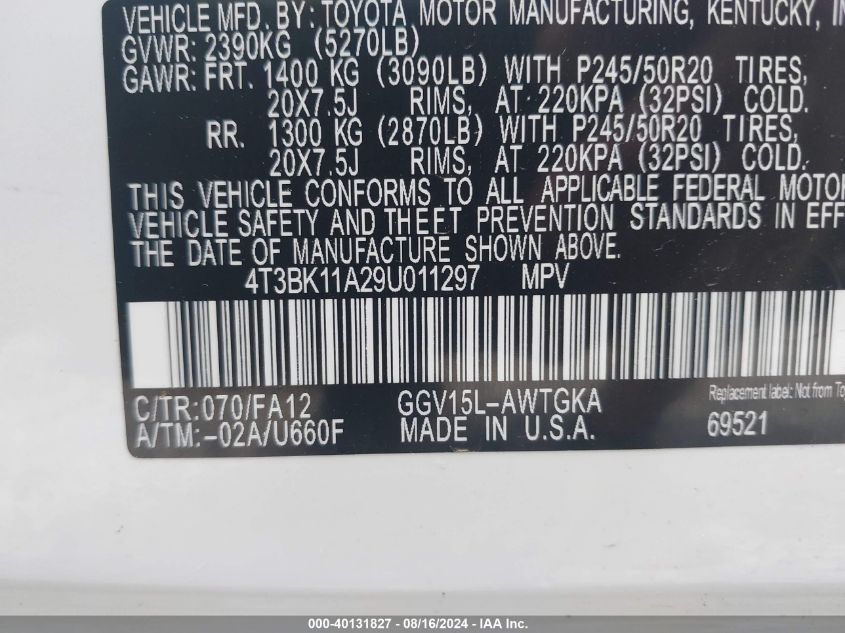 VEHICLE MFD. BY: TOYOTA MOTOR MANUFACTURING, KENTUCKY, IN
GVWR: 2390KG (5270LB)
GAWR: FRT. 1400 KG (3090LB) WITH P245/50R20 TIRES,
20X7.5J RIMS, AT 220KPA (32PSI) COLD.
RR. 1300 KG (2870LB) WITH P245/50R20 TIRES,
20X7.5J RIMS, AT 220KPA (32PSI) COLD.
THIS VEHICLE CONFORMS TO ALL APPLICABLE FEDERAL MOTOR
VEHICLE SAFETY AND THEFT PREVENTION STANDARDS IN EFF
THE DATE OF MANUFACTURE SHOWN ABOVE.
4T3BK11A29U011297 MPV
C/TR:070/FA12 GGV15L-AWTGKA Replacement label: Not from To
A/TM:-02A/U660F MADE IN U.S.A. 69521
000-40131827 - 08/16/2024 - IAA Inc.